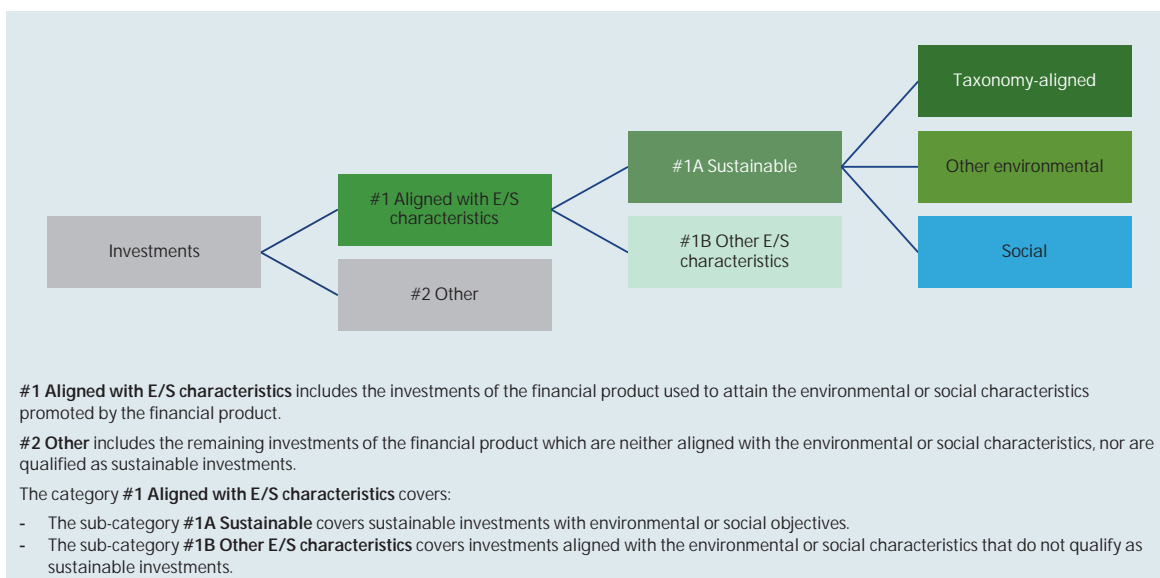 Taxonomy-aligned
#1A Sustainable
Other environmental
#1 Aligned with E/S
characteristics
Investments
#1B Other E/S
characteristics
Social
#2 Other
#1 Aligned with E/S characteristics includes the investments of the financial product used to attain the environmental or social characteristics
promoted by the financial product.
#2 Other includes the remaining investments of the financial product which are neither aligned with the environmental or social characteristics, nor are
qualified as sustainable investments.
The category #1 Aligned with E/S characteristics covers:
- The sub-category #1A Sustainable covers sustainable investments with environmental or social objectives.
- The sub-category #1B Other E/S characteristics covers investments aligned with the environmental or social characteristics that do not qualify as
sustainable investments.